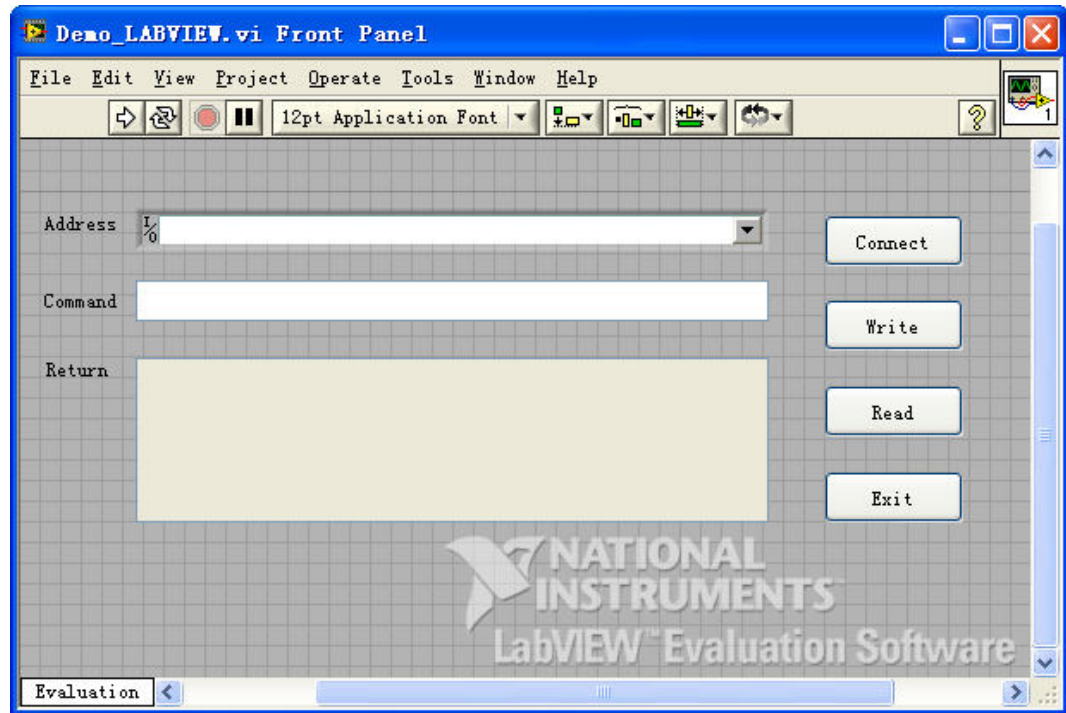 Demo_LABVIEW.vi Front Panel
File Edit View Project Operate Tools Window Help
12pt Application Font
?
1
Address
I/O
Connect
Command
Write
Return
Read
Exit
NATIONAL
INSTRUMENTS
LabVIEW™ Evaluation Software
Evaluation